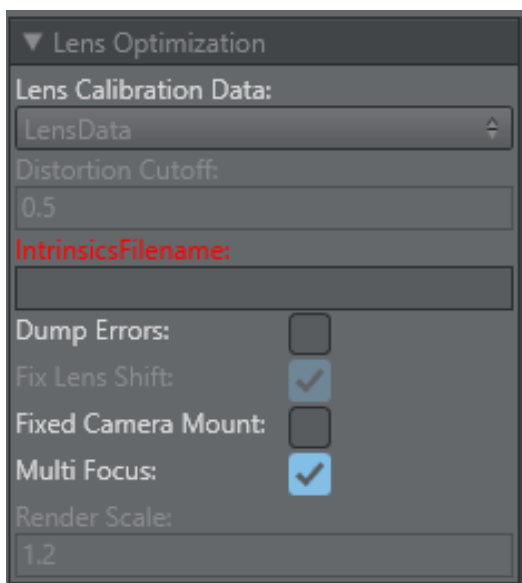 Lens Optimization
Lens Calibration Data:
LensData
Distortion Cutoff:
0.5
IntrinsicsFilename:
Dump Errors:
Fix Lens Shift:
Fixed Camera Mount:
Multi Focus:
Render Scale:
1.2